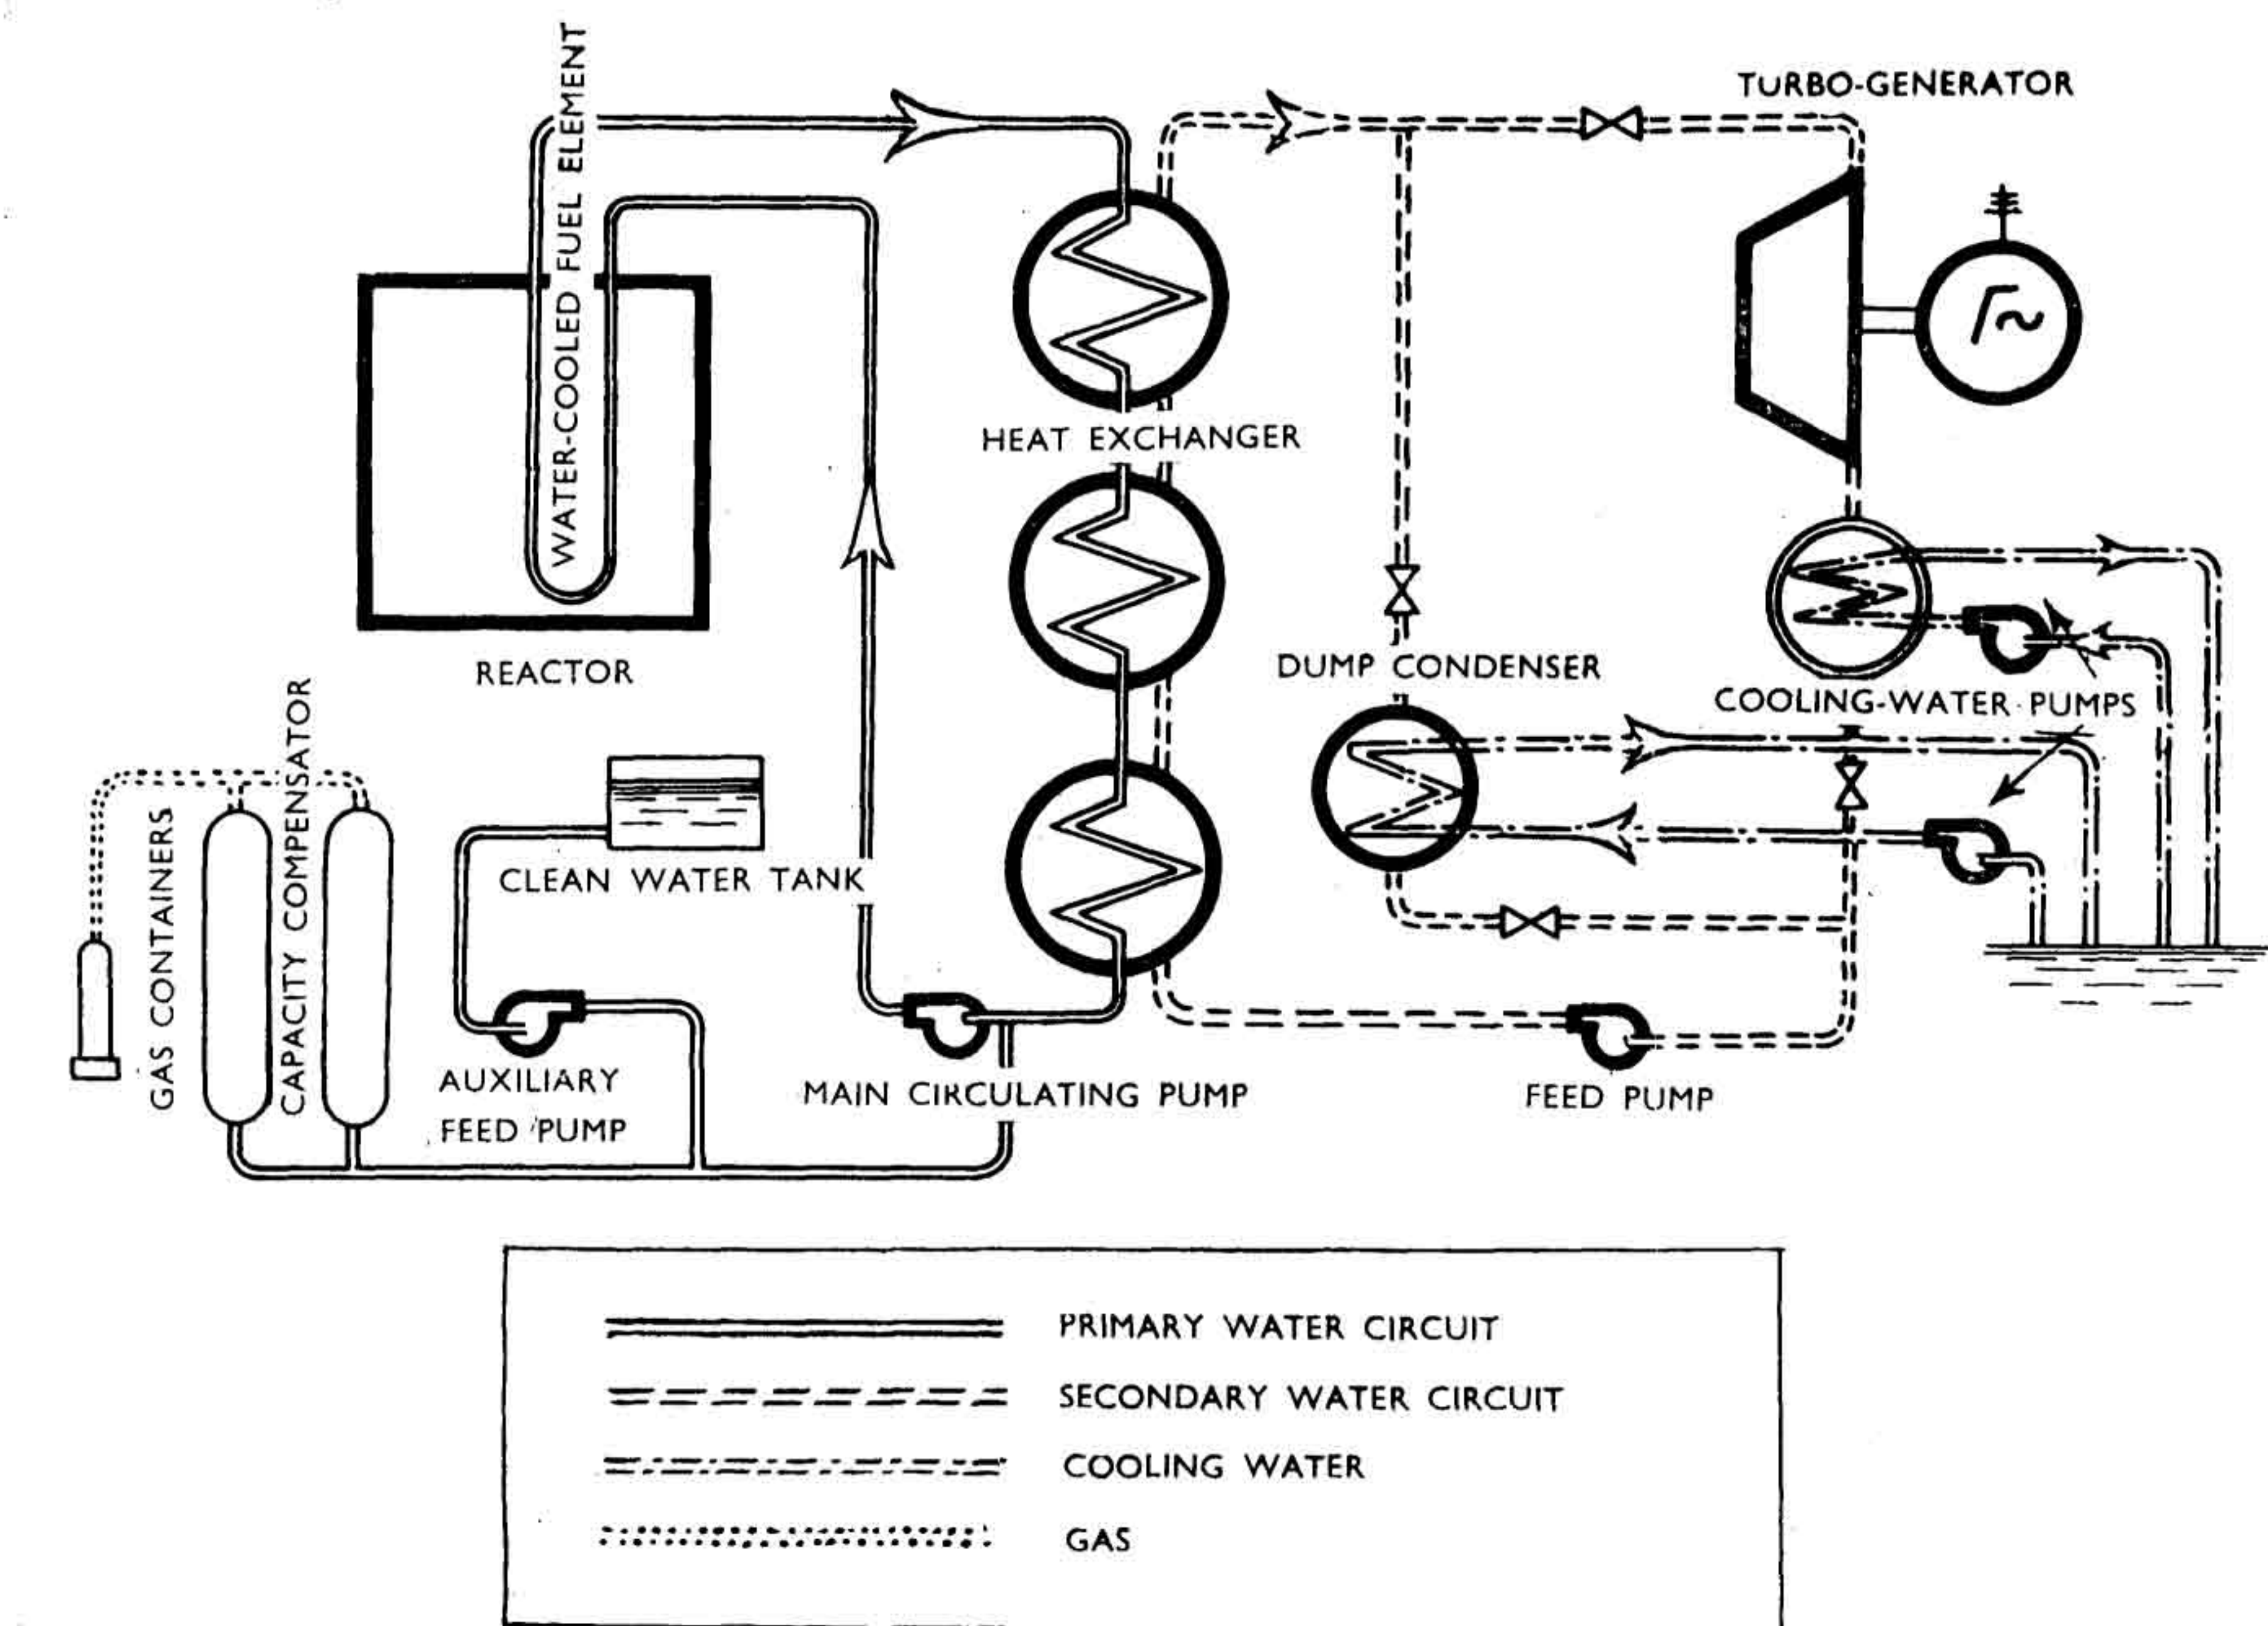 WATER-COOLED FUEL ELEMENT
TURBO-GENERATOR
HEAT EXCHANGER
REACTOR
DUMP CONDENSER
COOLING-WATER PUMPS
GAS CONTAINERS
CAPACITY COMPENSATOR
CLEAN WATER TANK
AUXILIARY
FEED PUMP
MAIN CIRCULATING PUMP
FEED PUMP
PRIMARY WATER CIRCUIT
SECONDARY WATER CIRCUIT
COOLING WATER
GAS